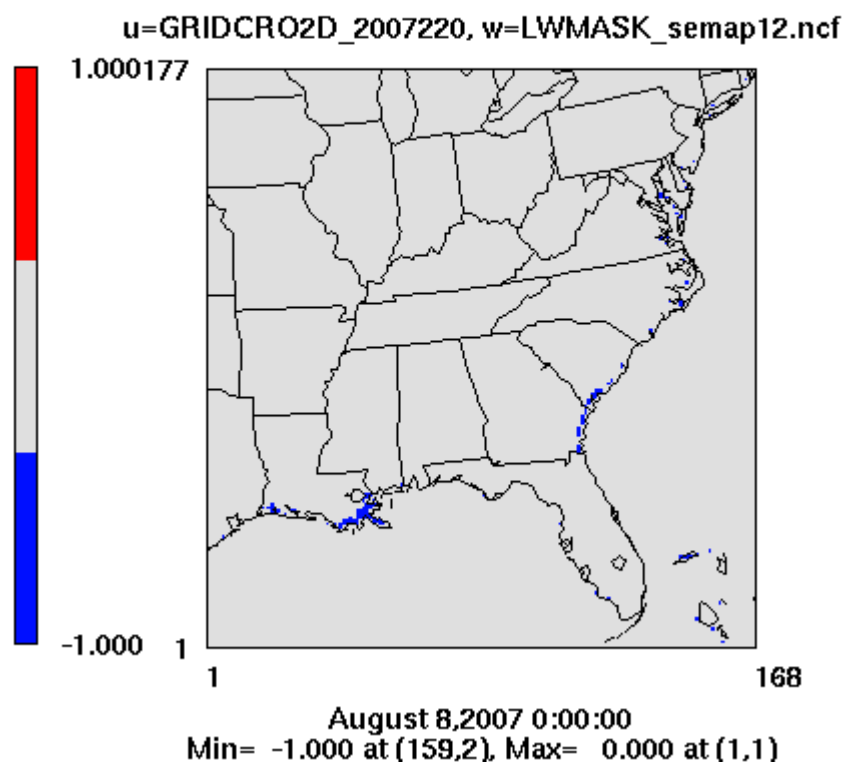 u=GRIDCRO2D_2007220, w=LWMASK_semap12.ncf
1.000177
-1.000 1
1 168
August 8,2007 0:00:00
Min= -1.000 at (159,2), Max= 0.000 at (1,1)